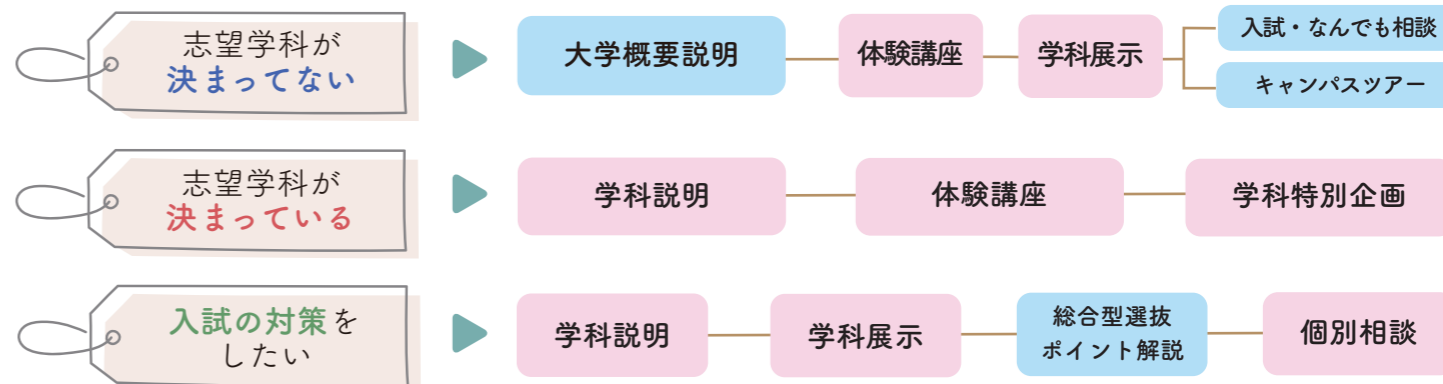 志望学科が
決まってない
大学概要説明
体験講座
学科展示
入試・なんでも相談
キャンパスツアー
志望学科が
決まっている
学科説明
体験講座
学科特別企画
入試の対策を
したい
学科説明
学科展示
総合型選抜
ポイント解説
個別相談